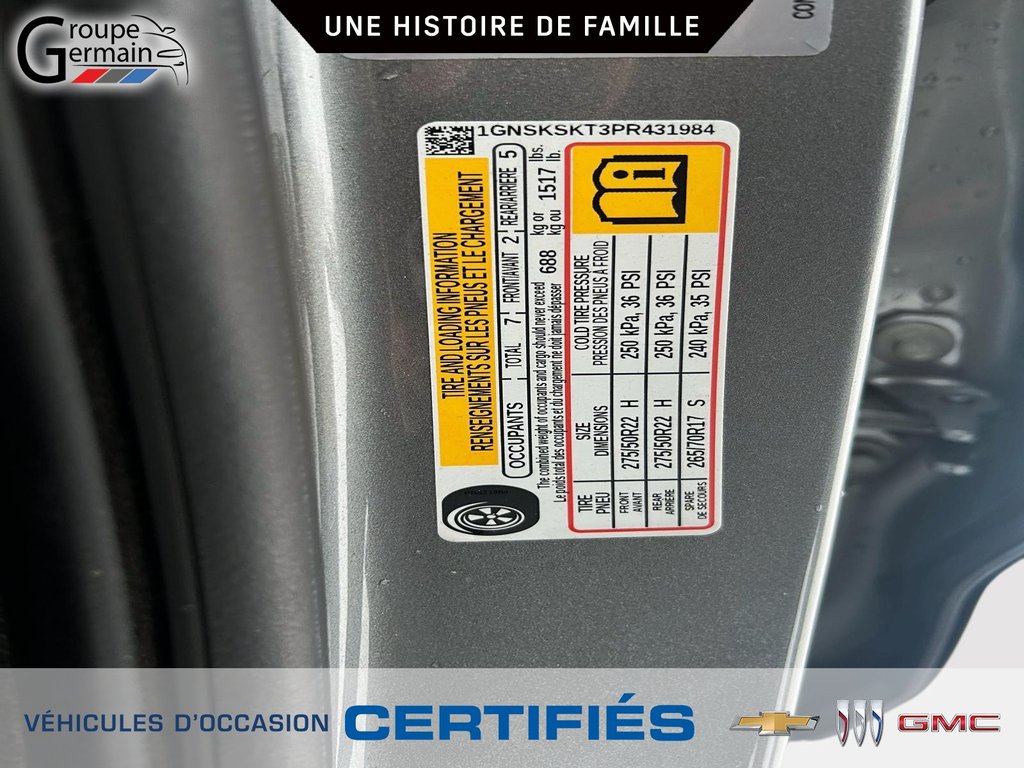 Groupe
Germain
UNE HISTOIRE DE FAMILLE
1GNSKSKT3PR431984
TIRE AND LOADING INFORMATION
RENSEIGNEMENTS SUR LES PNEUS ET LE CHARGEMENT
OCCUPANTS TOTAL 7 FRONT/AVANT 2 REAR/ARRIÈRE 5
The combined weight of occupants and cargo should never exceed 688 kg or 1517 lbs.
Le poids total des occupants et du chargement ne doit jamais dépasser 688 kg ou 1517 lb.
TIRE SIZE COLD TIRE PRESSURE
PNEU DIMENSIONS PRESSION DES PNEUS À FROID
FRONT
AVANT 275/50R22 H 250 kPa, 36 PSI
REAR
ARRIÈRE 275/50R22 H 250 kPa, 36 PSI
SPARE
DE SECOURS 265/70R17 S 240 kPa, 35 PSI
VÉHICULES D'OCCASION CERTIFIÉS
GMC